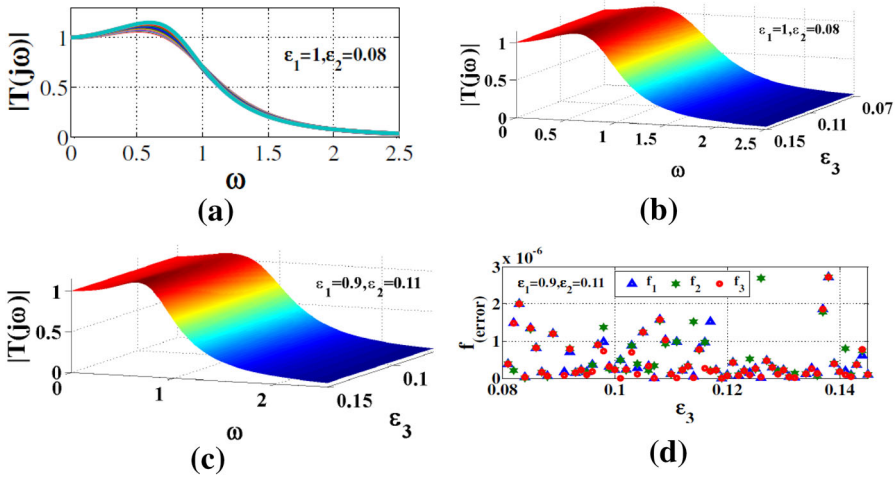 |T(jω)|
1
0.5
0
ε₁=1,ε₂=0.08
0 0.5 1 1.5 2 2.5
ω
(a)
|T(jω)|
1
0.5
0
ε₁=1,ε₂=0.08
0 0.5 1 1.5 2 2.5
ω
0.15 0.11 0.07
ε₃
(b)
|T(jω)|
1
0.5
0
ε₁=0.9,ε₂=0.11
0 1 2
ω
0.15 0.1
ε₃
(c)
x 10⁻⁶
f(error)
3
2
1
0
ε₁=0.9,ε₂=0.11
f₁ f₂ f₃
0.08 0.1 0.12 0.14
ε₃
(d)